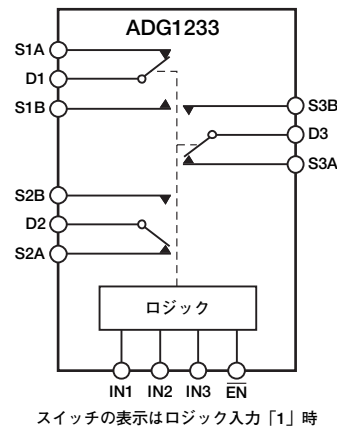 ADG1233
S1A
D1
S1B
S3B
D3
S3A
S2B
D2
S2A
ロジック
IN1 IN2 IN3 EN
スイッチの表示はロジック入力「1」時